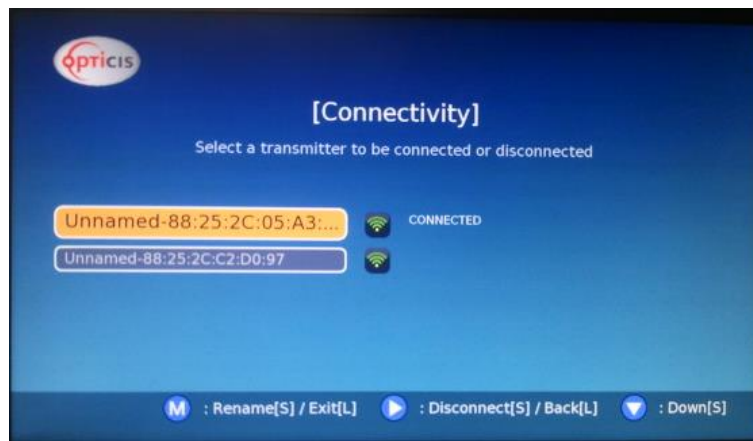 OPTICIS
[Connectivity]
Select a transmitter to be connected or disconnected
Unnamed-88:25:2C:05:A3:... CONNECTED
Unnamed-88:25:2C:C2:D0:97
M : Rename[S] / Exit[L] : Disconnect[S] / Back[L] : Down[S]